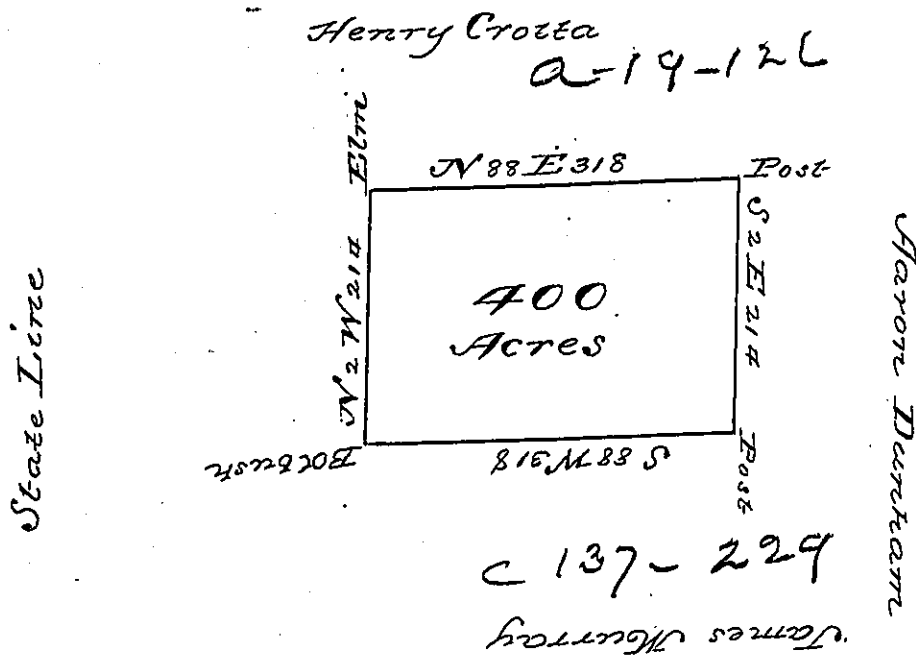 Henry Crotta
a-19-126
Elm
N 88 E 318
Post
N 2 W 214
S 2 E 214
400
Acres
State Line
Aaron Dunham
S 88 W 318
Post
C 137-229
James Murray